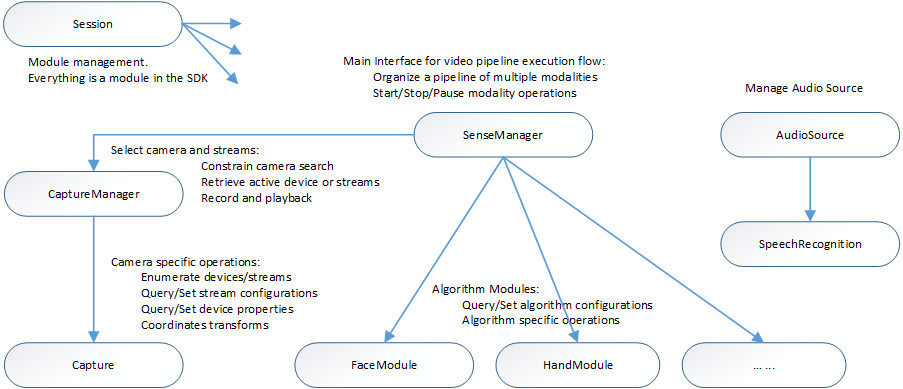 Session
Module management.
Everything is a module in the SDK
Main Interface for video pipeline execution flow:
Organize a pipeline of multiple modalities
Start/Stop/Pause modality operations
Manage Audio Source
SenseManager
AudioSource
Select camera and streams:
Constrain camera search
Retrieve active device or streams
Record and playback
CaptureManager
SpeechRecognition
Camera specific operations:
Enumerate devices/streams
Query/Set stream configurations
Query/Set device properties
Coordinates transforms
Algorithm Modules:
Query/Set algorithm configurations
Algorithm specific operations
Capture
FaceModule
HandModule
... ...